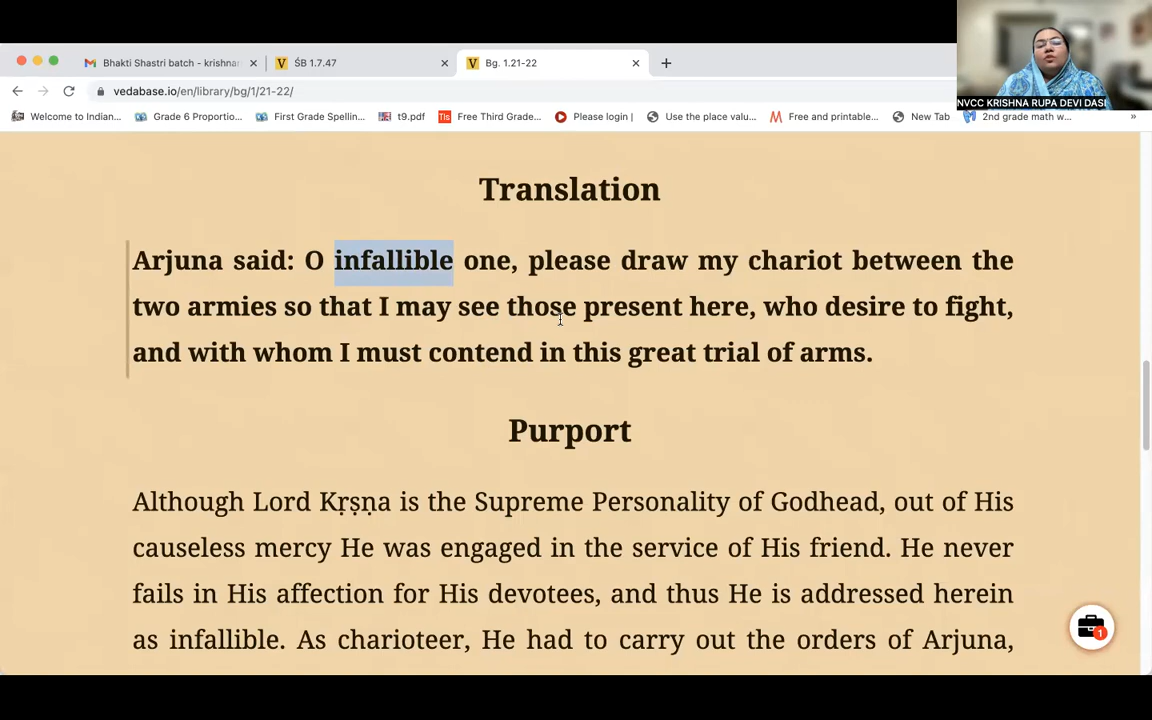 Bhakti Shastri batch - krishna
ŚB 1.7.47
Bg. 1.21-22
vedabase.io/en/library/bg/1/21-22/
Welcome to Indian...
Grade 6 Proportio...
First Grade Spellin...
t9.pdf
Free Third Grade...
Please login |
Use the place valu...
Free and printable...
New Tab
2nd grade math w...
»
NVCC KRISHNA RUPA DEVI DASI
Translation
Arjuna said: O infallible one, please draw my chariot between the
two armies so that I may see those present here, who desire to fight,
and with whom I must contend in this great trial of arms.
Purport
Although Lord Kṛṣṇa is the Supreme Personality of Godhead, out of His
causeless mercy He was engaged in the service of His friend. He never
fails in His affection for His devotees, and thus He is addressed herein
as infallible. As charioteer, He had to carry out the orders of Arjuna,
1